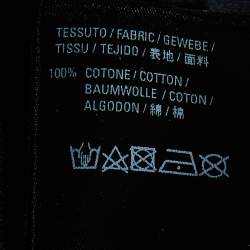 TESSUTO / FABRIC / GEWEBE /
TISSU / TEJIDO / 表地 / 面料
100% COTONE / COTTON /
BAUMWOLLE / COTON /
ALGODON / 綿 / 棉